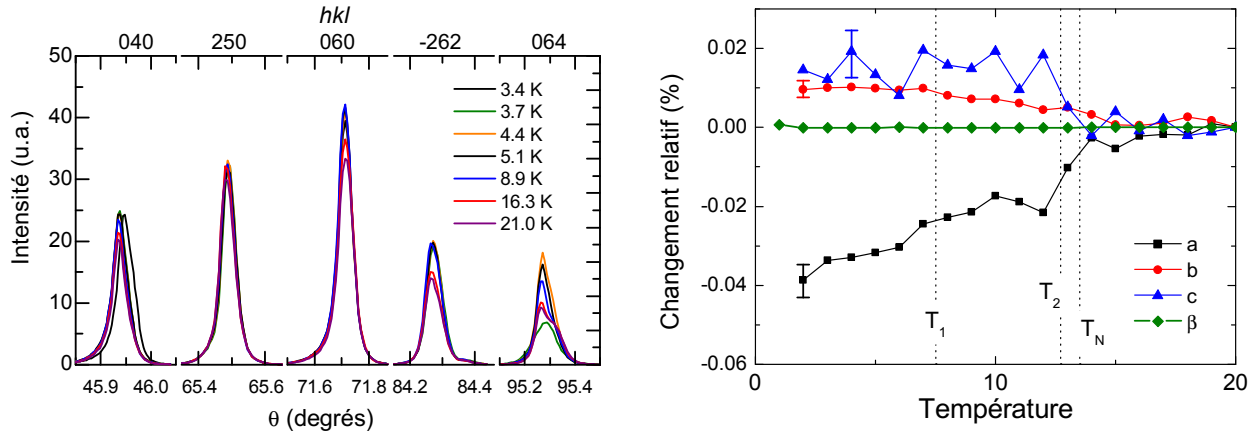 hkl
040 250 060 -262 064
50
40
30
20
10
0
Intensité (u.a.)
3.4 K
3.7 K
4.4 K
5.1 K
8.9 K
16.3 K
21.0 K
45.9 46.0 65.4 65.6 71.6 71.8 84.2 84.4 95.2 95.4
θ (degrés)
0.02
0.00
-0.02
-0.04
-0.06
Changement relatif (%)
T1
T2
TN
a
b
c
β
0 10 20
Température